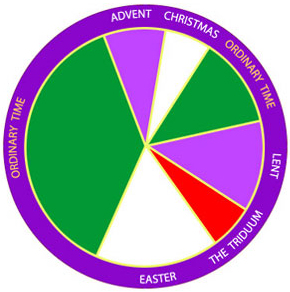 ADVENT
CHRISTMAS
ORDINARY TIME
LENT
THE TRIDUUM
EASTER
ORDINARY TIME